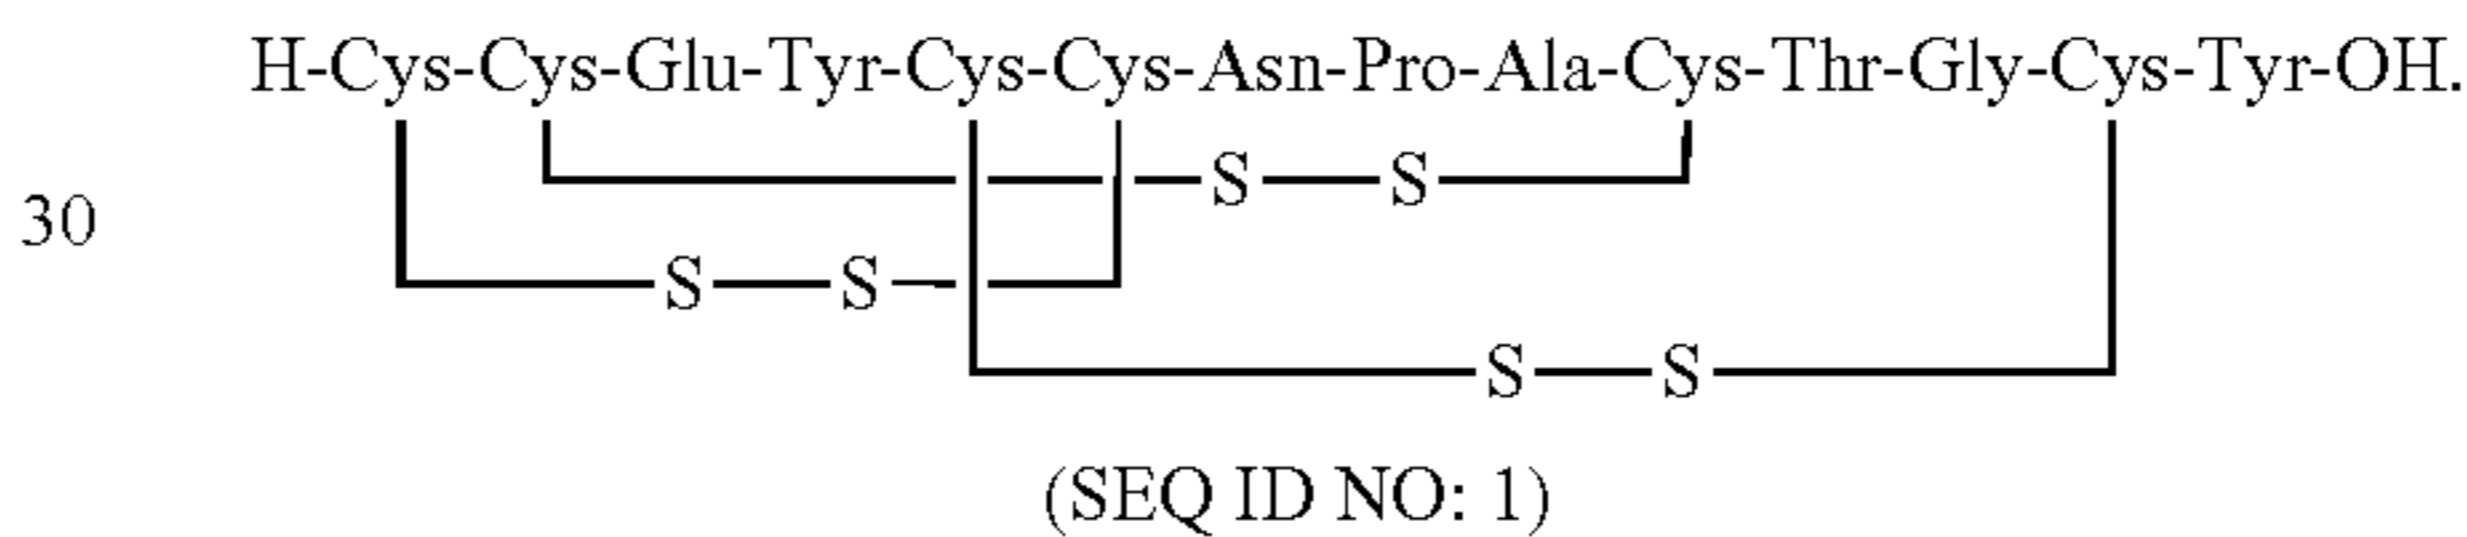 H-Cys-Cys-Glu-Tyr-Cys-Cys-Asn-Pro-Ala-Cys-Thr-Gly-Cys-Tyr-OH.
S S
30
S S
S S
(SEQ ID NO: 1)